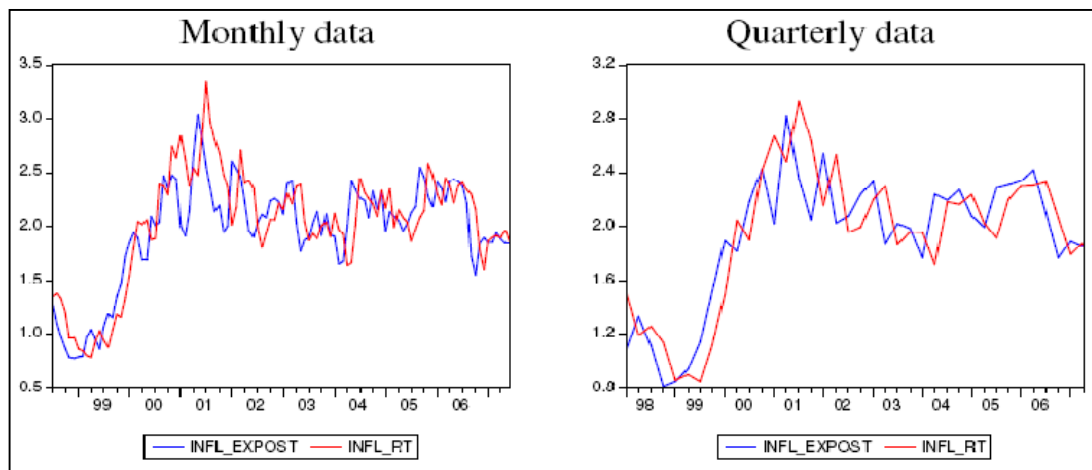 Monthly data
3.5
3.0
2.5
2.0
1.5
1.0
0.5
99 00 01 02 03 04 05 06
INFL_EXPOST INFL_RT
Quarterly data
3.2
2.8
2.4
2.0
1.6
1.2
0.8
98 99 00 01 02 03 04 05 06
INFL_EXPOST INFL_RT